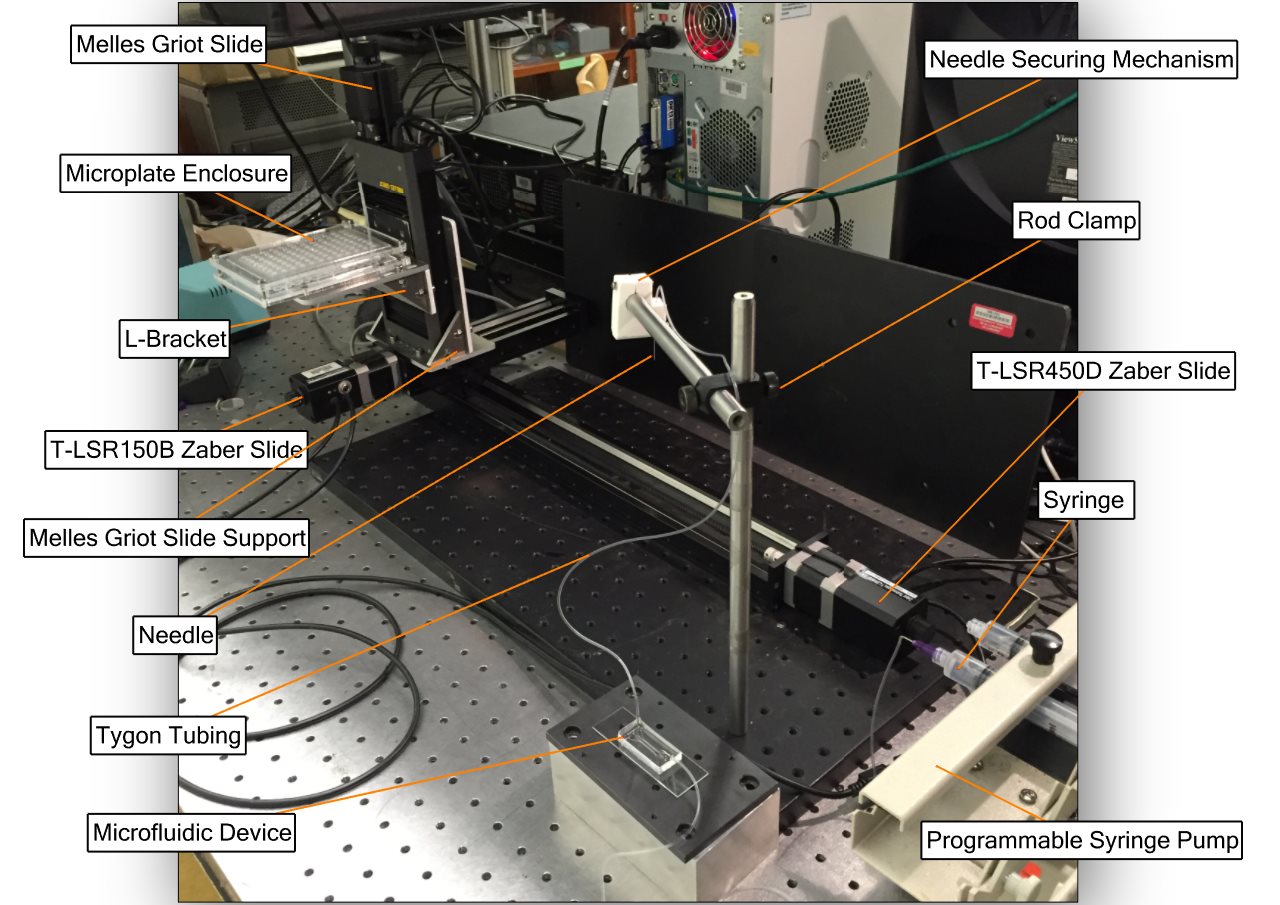 Melles Griot Slide
Needle Securing Mechanism
Microplate Enclosure
Rod Clamp
L-Bracket
T-LSR450D Zaber Slide
T-LSR150B Zaber Slide
Syringe
Melles Griot Slide Support
Needle
Tygon Tubing
Microfluidic Device
Programmable Syringe Pump